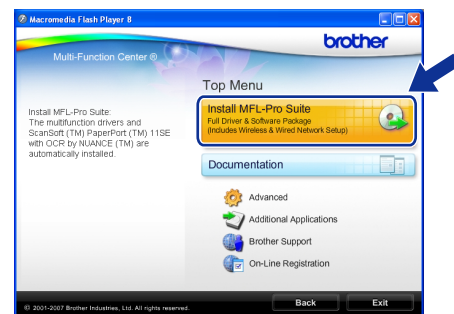 Macromedia Flash Player 8
brother
Multi-Function Center ®
Top Menu
Install MFL-Pro Suite:
The multifunction drivers and
ScanSoft (TM) PaperPort (TM) 11SE
with OCR by NUANCE (TM) are
automatically installed.
Install MFL-Pro Suite
Full Driver & Software Package
(Includes Wireless & Wired Network Setup)
Documentation
Advanced
Additional Applications
Brother Support
On-Line Registration
© 2001-2007 Brother Industries, Ltd. All rights reserved.
Back
Exit